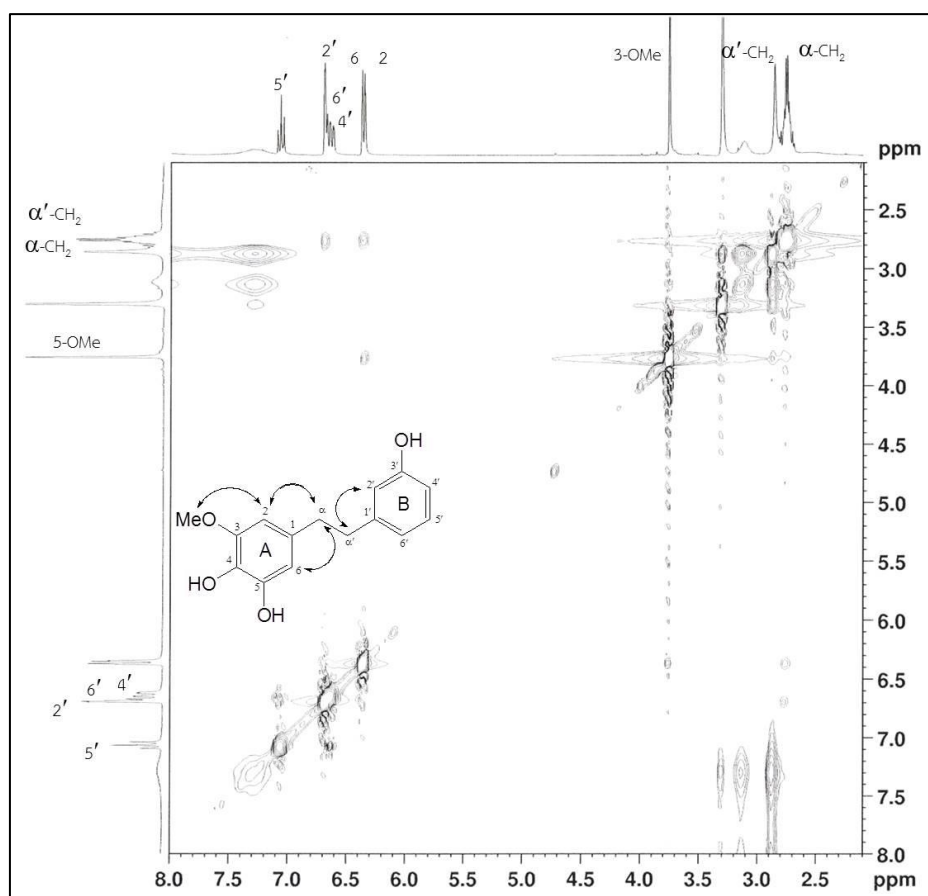 3-OMe
α′-CH2
α-CH2
5′
2′
6′
4′
6
2
ppm
α′-CH2
α-CH2
5-OMe
6′ 4′
2′
5′
2.5
3.0
3.5
4.0
4.5
5.0
5.5
6.0
6.5
7.0
7.5
8.0
OH
3′
2′
4′
B
1′
5′
6′
α
α′
MeO
2
3
1
A
4
6
5
HO
OH
8.0 7.5 7.0 6.5 6.0 5.5 5.0 4.5 4.0 3.5 3.0 2.5 ppm